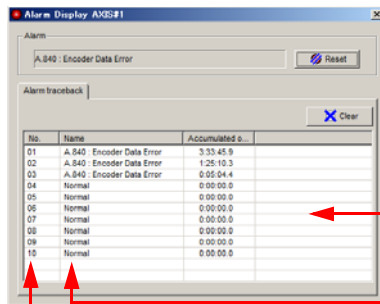 Alarm Display AXIS#1
Alarm
A.840 : Encoder Data Error
Reset
Alarm traceback
Clear
No. Name Accumulated o...
01 A.840 : Encoder Data Error 3:33:45.9
02 A.840 : Encoder Data Error 1:25:10.3
03 A.840 : Encoder Data Error 0:05:04.4
04 Normal 0:00:00.0
05 Normal 0:00:00.0
06 Normal 0:00:00.0
07 Normal 0:00:00.0
08 Normal 0:00:00.0
09 Normal 0:00:00.0
10 Normal 0:00:00.0